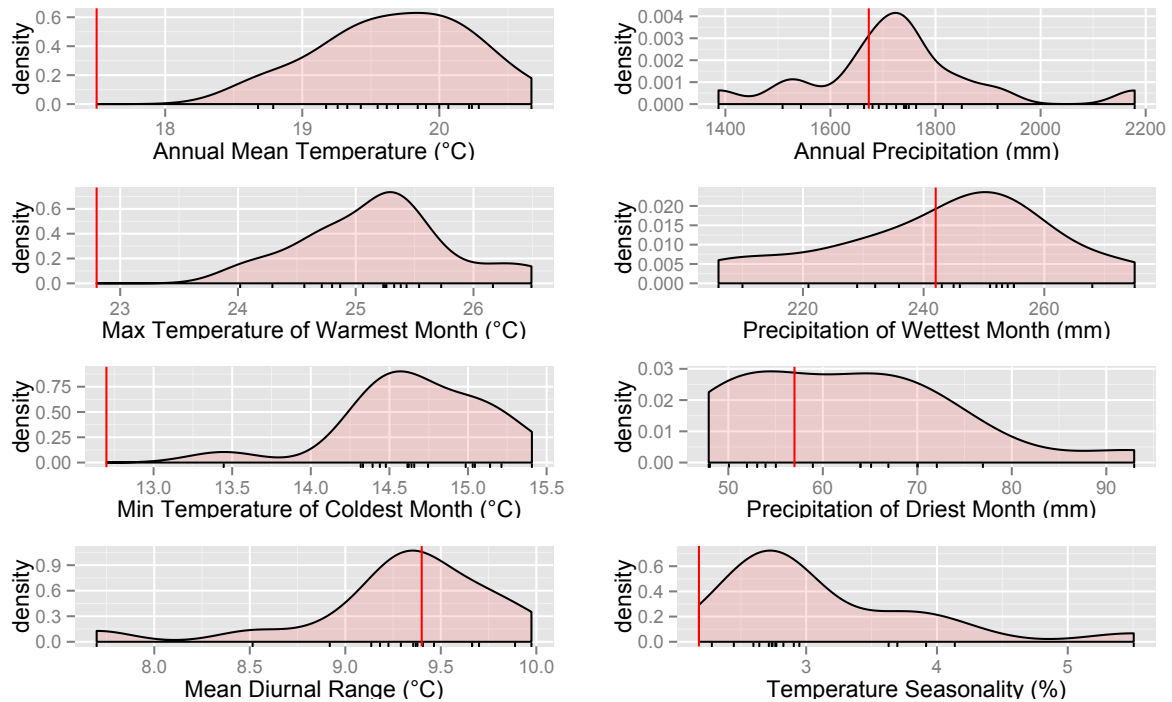 density
0.6
0.4
0.2
0.0
18 19 20
Annual Mean Temperature (°C)
density
0.004
0.003
0.002
0.001
0.000
1400 1600 1800 2000 2200
Annual Precipitation (mm)
density
0.6
0.4
0.2
0.0
23 24 25 26
Max Temperature of Warmest Month (°C)
density
0.020
0.015
0.010
0.005
0.000
220 240 260
Precipitation of Wettest Month (mm)
density
0.75
0.50
0.25
0.00
13.0 13.5 14.0 14.5 15.0 15.5
Min Temperature of Coldest Month (°C)
density
0.03
0.02
0.01
0.00
50 60 70 80 90
Precipitation of Driest Month (mm)
density
0.9
0.6
0.3
0.0
8.0 8.5 9.0 9.5 10.0
Mean Diurnal Range (°C)
density
0.6
0.4
0.2
0.0
3 4 5
Temperature Seasonality (%)